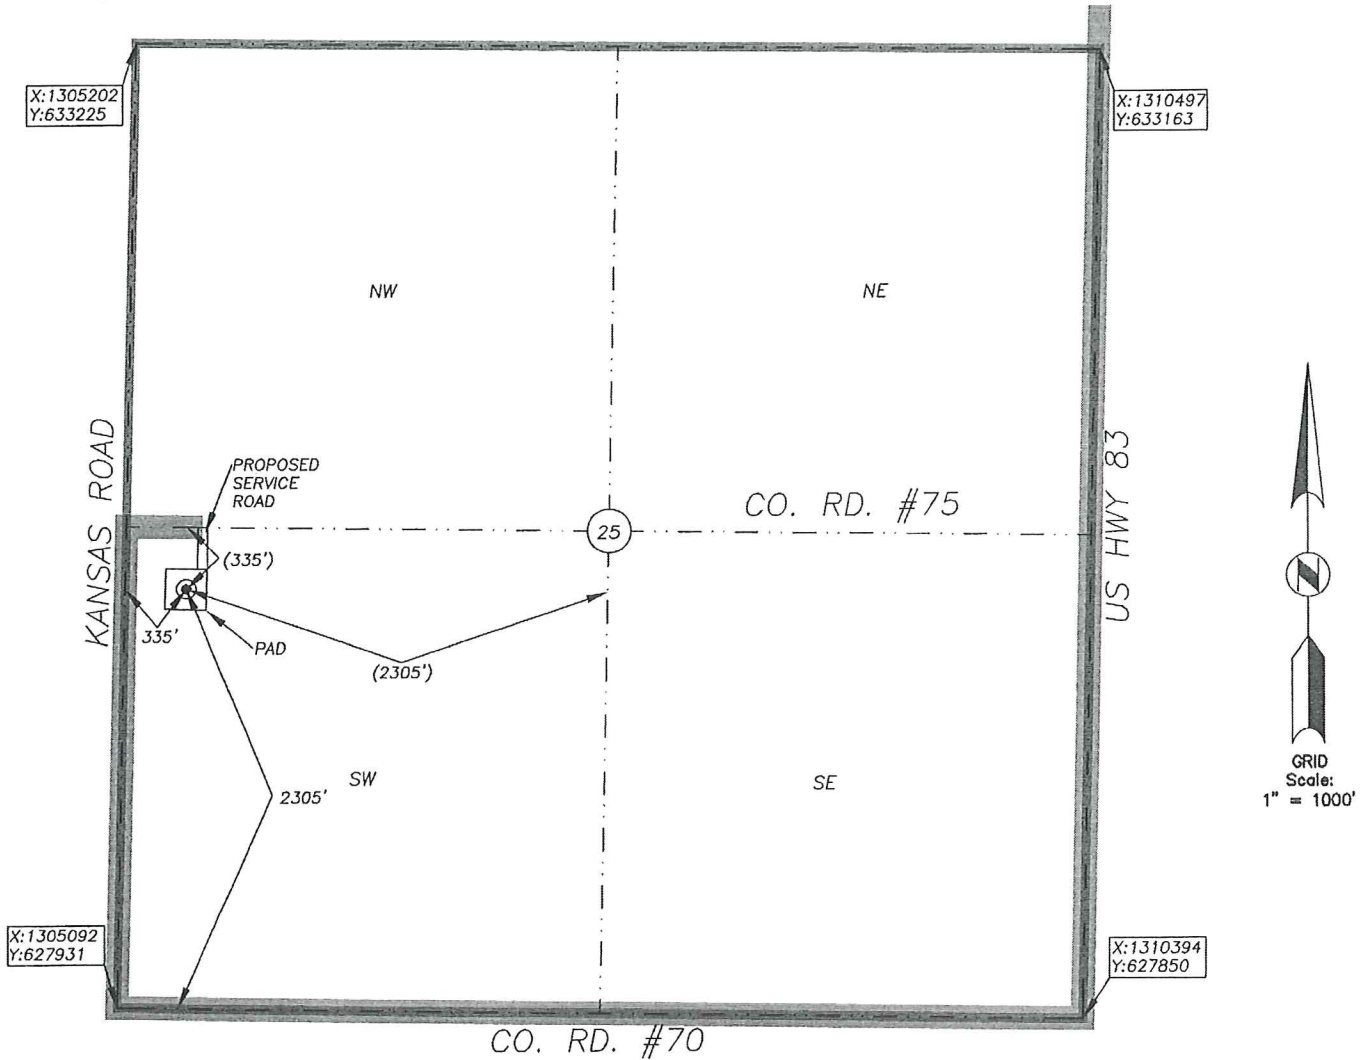 X:1305202
Y:633225
X:1310497
Y:633163
NW
NE
KANSAS ROAD
PROPOSED
SERVICE
ROAD
CO. RD. #75
US HWY 83
25
(335')
335'
PAD
(2305')
N
GRID
Scale:
1" = 1000'
SW
2305'
SE
X:1305092
Y:627931
X:1310394
Y:627850
CO. RD. #70